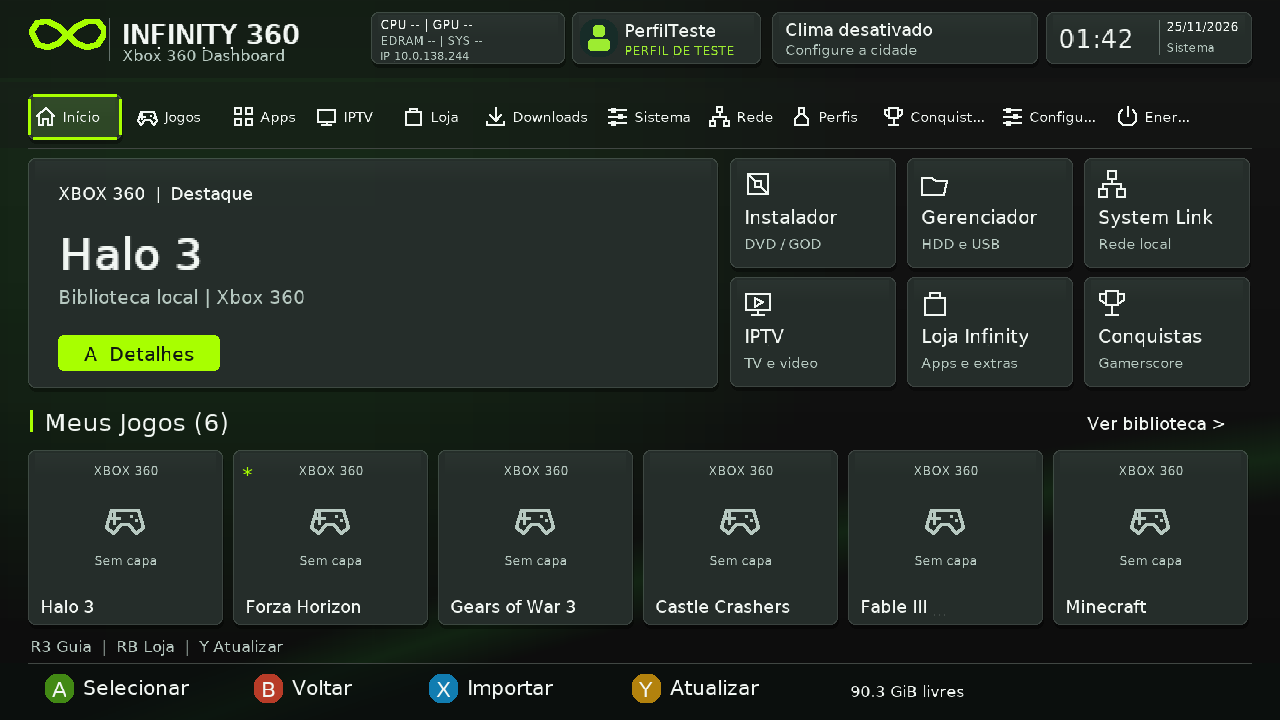 INFINITY 360
Xbox 360 Dashboard
CPU -- | GPU --
EDRAM -- | SYS --
IP 10.0.138.244
PerfilTeste
PERFIL DE TESTE
Clima desativado
Configure a cidade
01:42
25/11/2026
Sistema
Início
Jogos
Apps
IPTV
Loja
Downloads
Sistema
Rede
Perfis
Conquist...
Configu...
Ener...
XBOX 360 | Destaque
Halo 3
Biblioteca local | Xbox 360
A Detalhes
Instalador
DVD / GOD
Gerenciador
HDD e USB
System Link
Rede local
IPTV
TV e video
Loja Infinity
Apps e extras
Conquistas
Gamerscore
Meus Jogos (6)
Ver biblioteca >
XBOX 360
Sem capa
Halo 3
*
XBOX 360
Sem capa
Forza Horizon
XBOX 360
Sem capa
Gears of War 3
XBOX 360
Sem capa
Castle Crashers
XBOX 360
Sem capa
Fable III ...
XBOX 360
Sem capa
Minecraft
R3 Guia | RB Loja | Y Atualizar
A Selecionar
B Voltar
X Importar
Y Atualizar
90.3 GiB livres